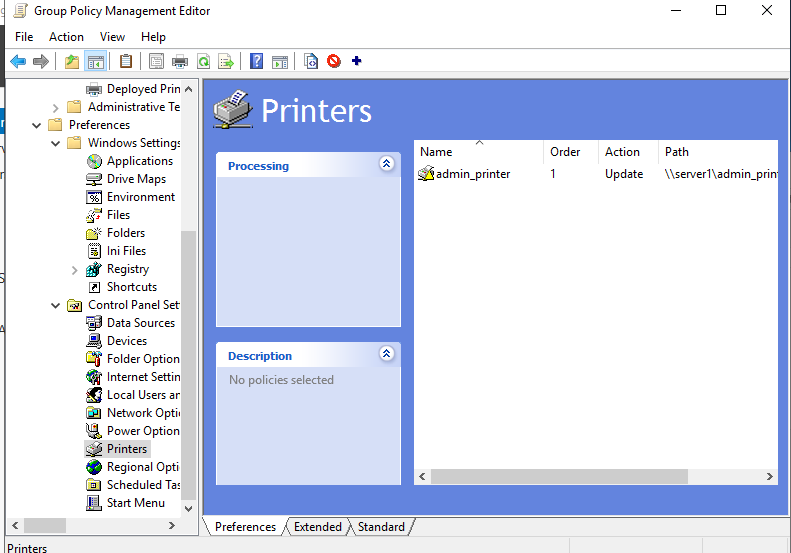 Group Policy Management Editor
File Action View Help
Deployed Prin
Administrative Te
Preferences
Windows Settings
Applications
Drive Maps
Environment
Files
Folders
Ini Files
Registry
Shortcuts
Control Panel Set
Data Sources
Devices
Folder Option
Internet Settin
Local Users an
Network Optio
Power Option
Printers
Regional Opti
Scheduled Tas
Start Menu
Printers
Processing
Description
No policies selected
Name Order Action Path
admin_printer 1 Update \\server1\admin_print
Preferences Extended Standard
Printers